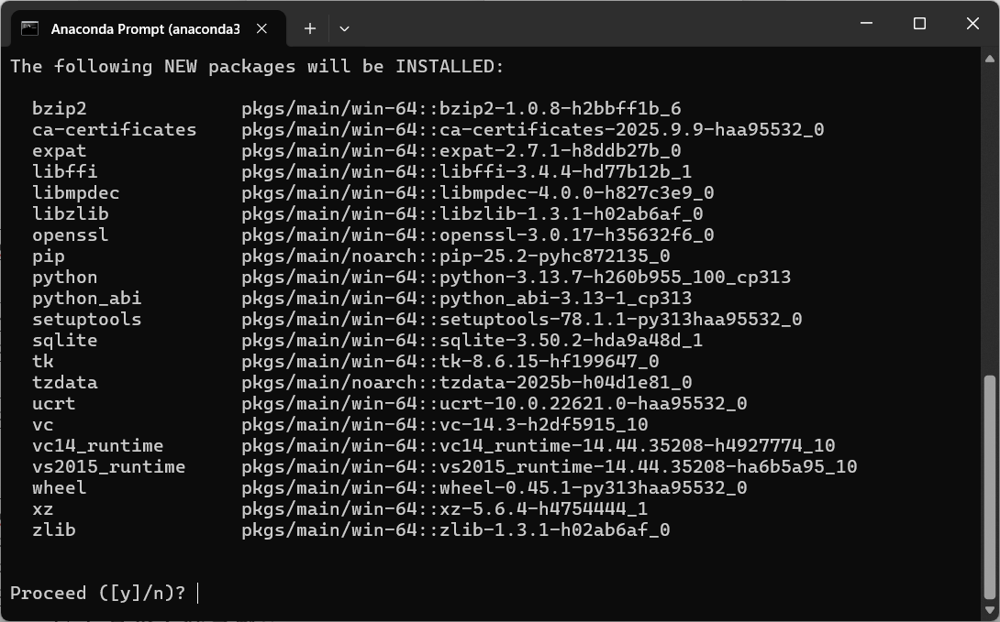 Anaconda Prompt (anaconda3
The following NEW packages will be INSTALLED:
bzip2 pkgs/main/win-64::bzip2-1.0.8-h2bbff1b_6
ca-certificates pkgs/main/win-64::ca-certificates-2025.9.9-haa95532_0
expat pkgs/main/win-64::expat-2.7.1-h8ddb27b_0
libffi pkgs/main/win-64::libffi-3.4.4-hd77b12b_1
libmpdec pkgs/main/win-64::libmpdec-4.0.0-h827c3e9_0
libzlib pkgs/main/win-64::libzlib-1.3.1-h02ab6af_0
openssl pkgs/main/win-64::openssl-3.0.17-h35632f6_0
pip pkgs/main/noarch::pip-25.2-pyhc872135_0
python pkgs/main/win-64::python-3.13.7-h260b955_100_cp313
python_abi pkgs/main/win-64::python_abi-3.13-1_cp313
setuptools pkgs/main/win-64::setuptools-78.1.1-py313haa95532_0
sqlite pkgs/main/win-64::sqlite-3.50.2-hda9a48d_1
tk pkgs/main/win-64::tk-8.6.15-hf199647_0
tzdata pkgs/main/noarch::tzdata-2025b-h04d1e81_0
ucrt pkgs/main/win-64::ucrt-10.0.22621.0-haa95532_0
vc pkgs/main/win-64::vc-14.3-h2df5915_10
vc14_runtime pkgs/main/win-64::vc14_runtime-14.44.35208-h4927774_10
vs2015_runtime pkgs/main/win-64::vs2015_runtime-14.44.35208-ha6b5a95_10
wheel pkgs/main/win-64::wheel-0.45.1-py313haa95532_0
xz pkgs/main/win-64::xz-5.6.4-h4754444_1
zlib pkgs/main/win-64::zlib-1.3.1-h02ab6af_0
Proceed ([y]/n)?